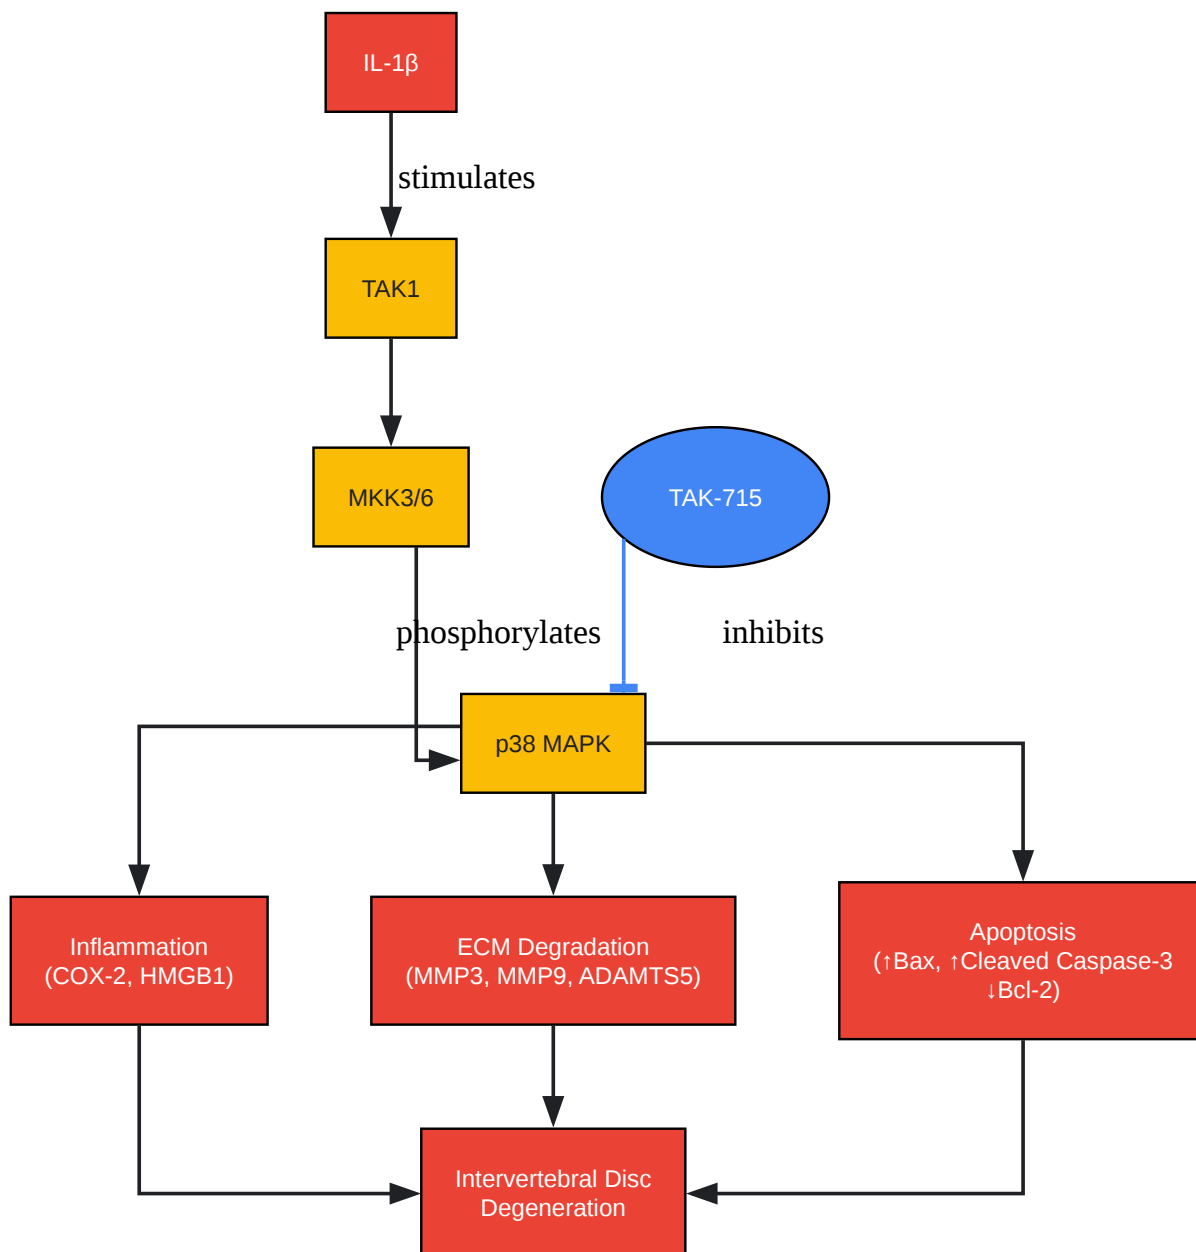 IL-1β
stimulates
TAK1
MKK3/6
TAK-715
phosphorylates
inhibits
p38 MAPK
Inflammation
(COX-2, HMGB1)
ECM Degradation
(MMP3, MMP9, ADAMTS5)
Apoptosis
(↑Bax, ↑Cleaved Caspase-3
↓Bcl-2)
Intervertebral Disc
Degeneration